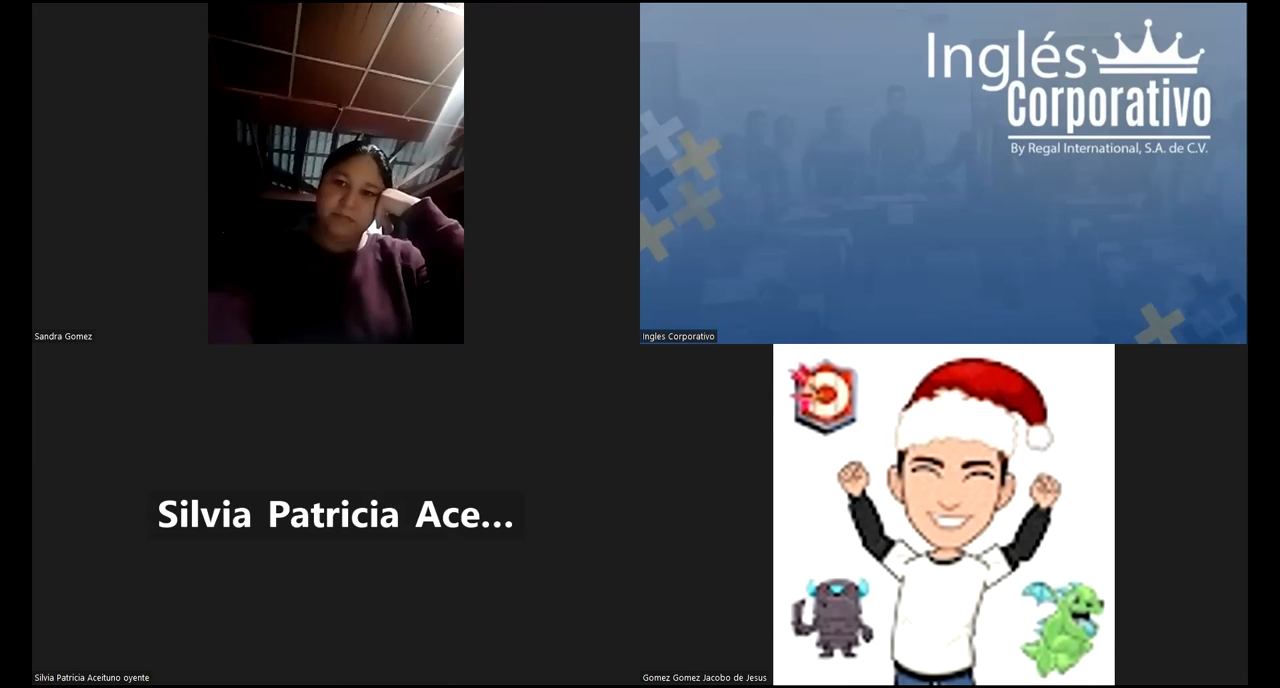 Inglés
Corporativo
By Regal International, S.A. de C.V.
Sandra Gomez
Ingles Corporativo
Silvia Patricia Ace...
Silvia Patricia Aceituno oyente
Gomez Gomez Jacobo de Jesus